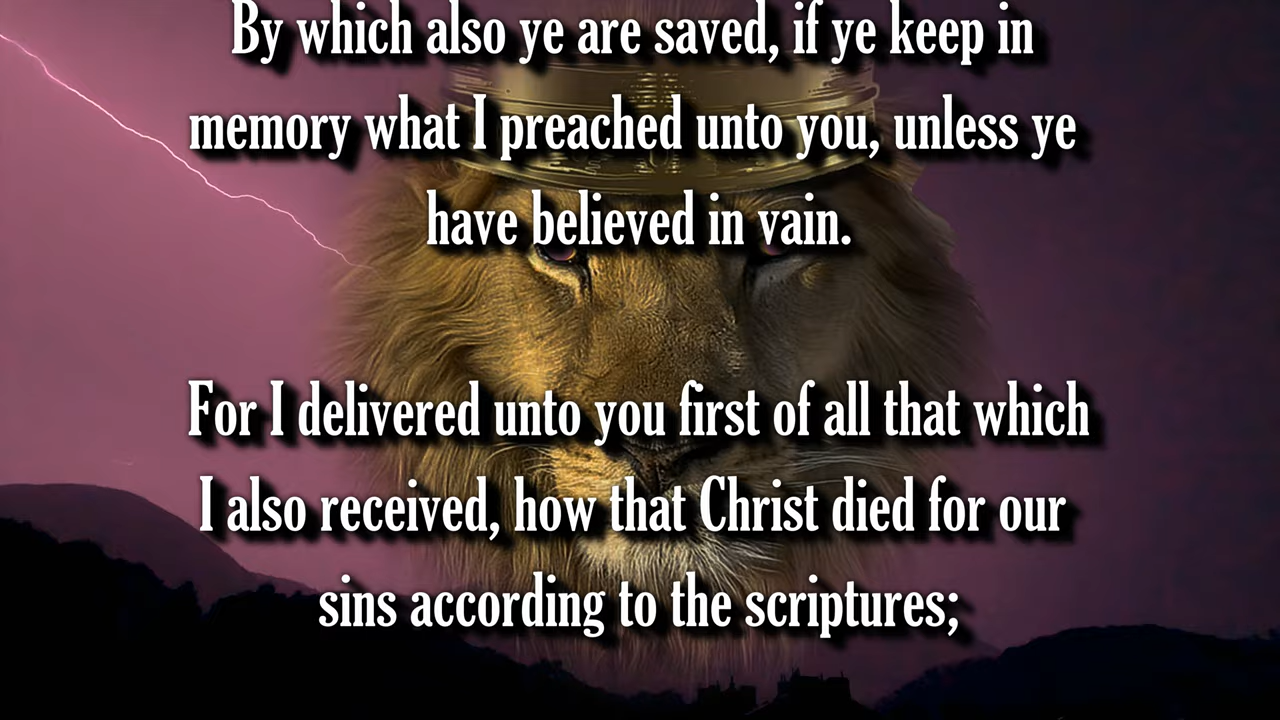 By which also ye are saved, if ye keep in
memory what I preached unto you, unless ye
have believed in vain.
For I delivered unto you first of all that which
I also received, how that Christ died for our
sins according to the scriptures;